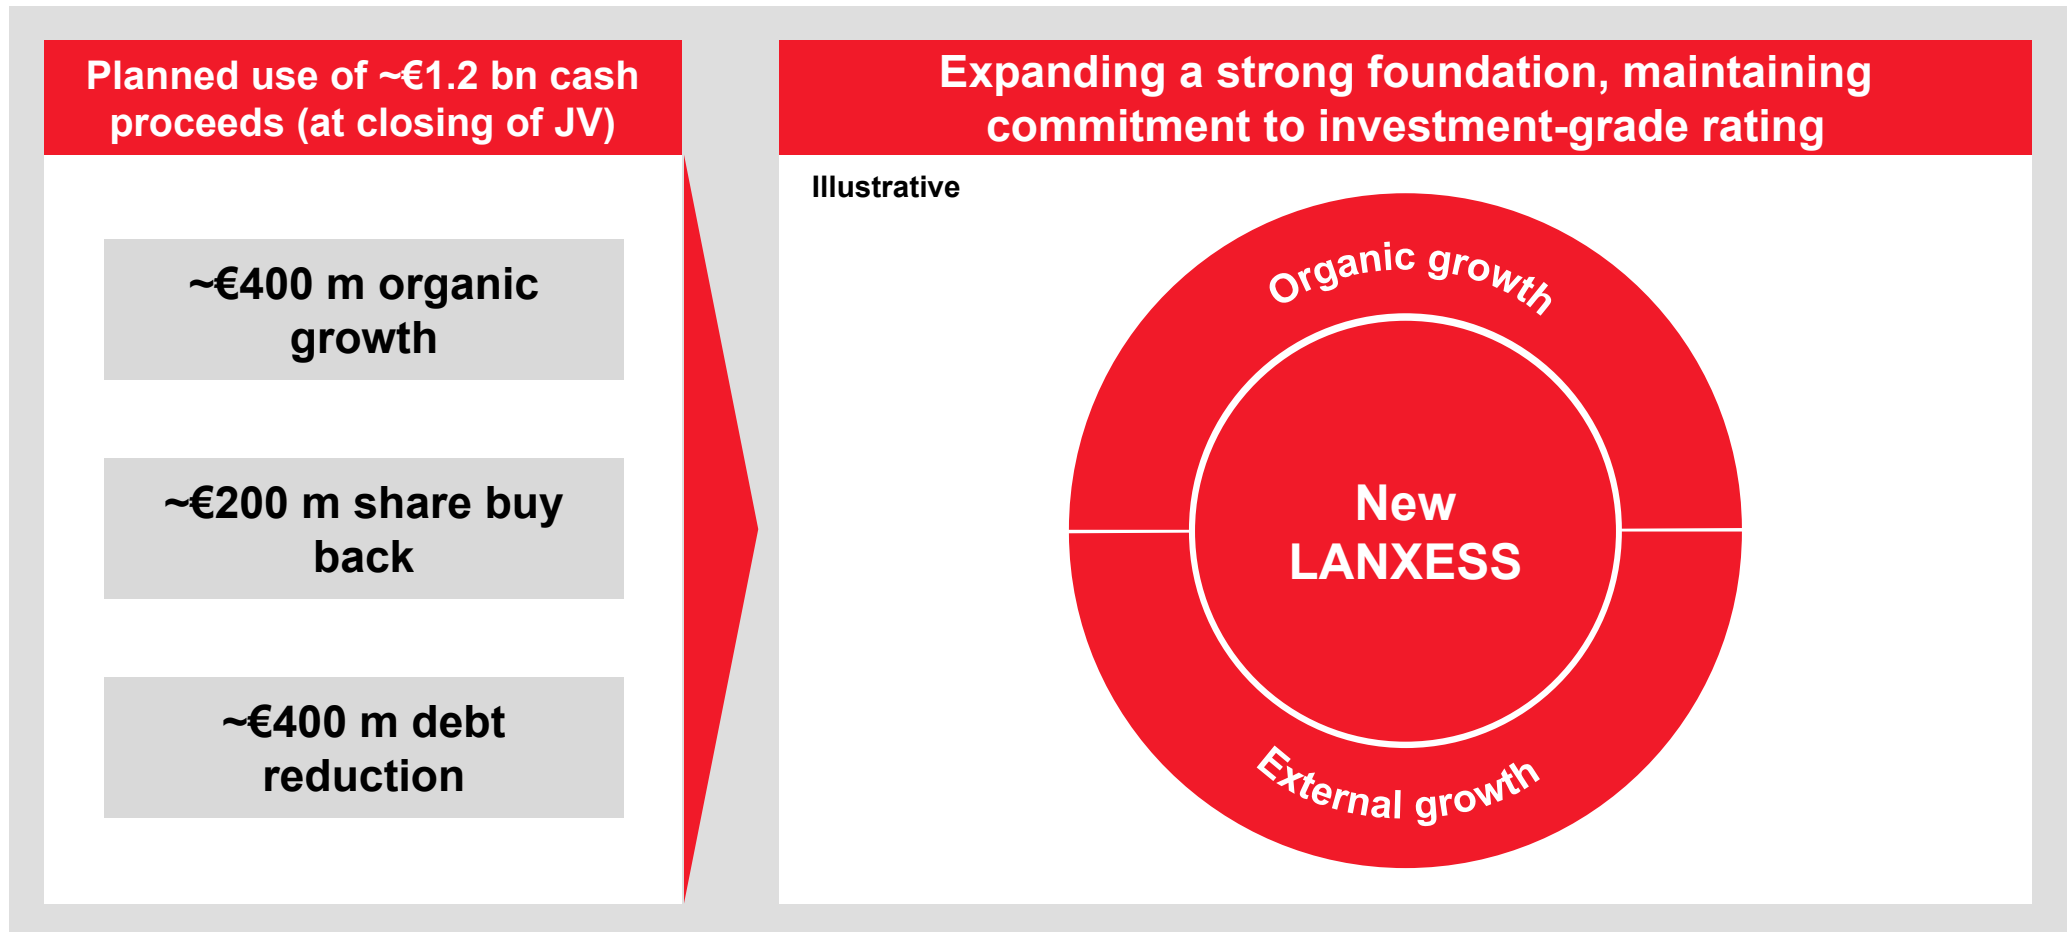 Planned use of ~€1.2 bn cash
proceeds (at closing of JV)
~€400 m organic
growth
~€200 m share buy
back
~€400 m debt
reduction
Expanding a strong foundation, maintaining
commitment to investment-grade rating
Illustrative
Organic growth
New
LANXESS
External growth